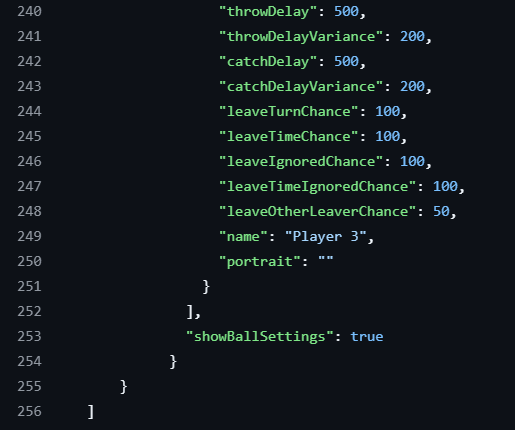 240 "throwDelay": 500,
241 "throwDelayVariance": 200,
242 "catchDelay": 500,
243 "catchDelayVariance": 200,
244 "leaveTurnChance": 100,
245 "leaveTimeChance": 100,
246 "leaveIgnoredChance": 100,
247 "leaveTimeIgnoredChance": 100,
248 "leaveOtherLeaverChance": 50,
249 "name": "Player 3",
250 "portrait": ""
251 }
252 ],
253 "showBallSettings": true
254 }
255 }
256 ]